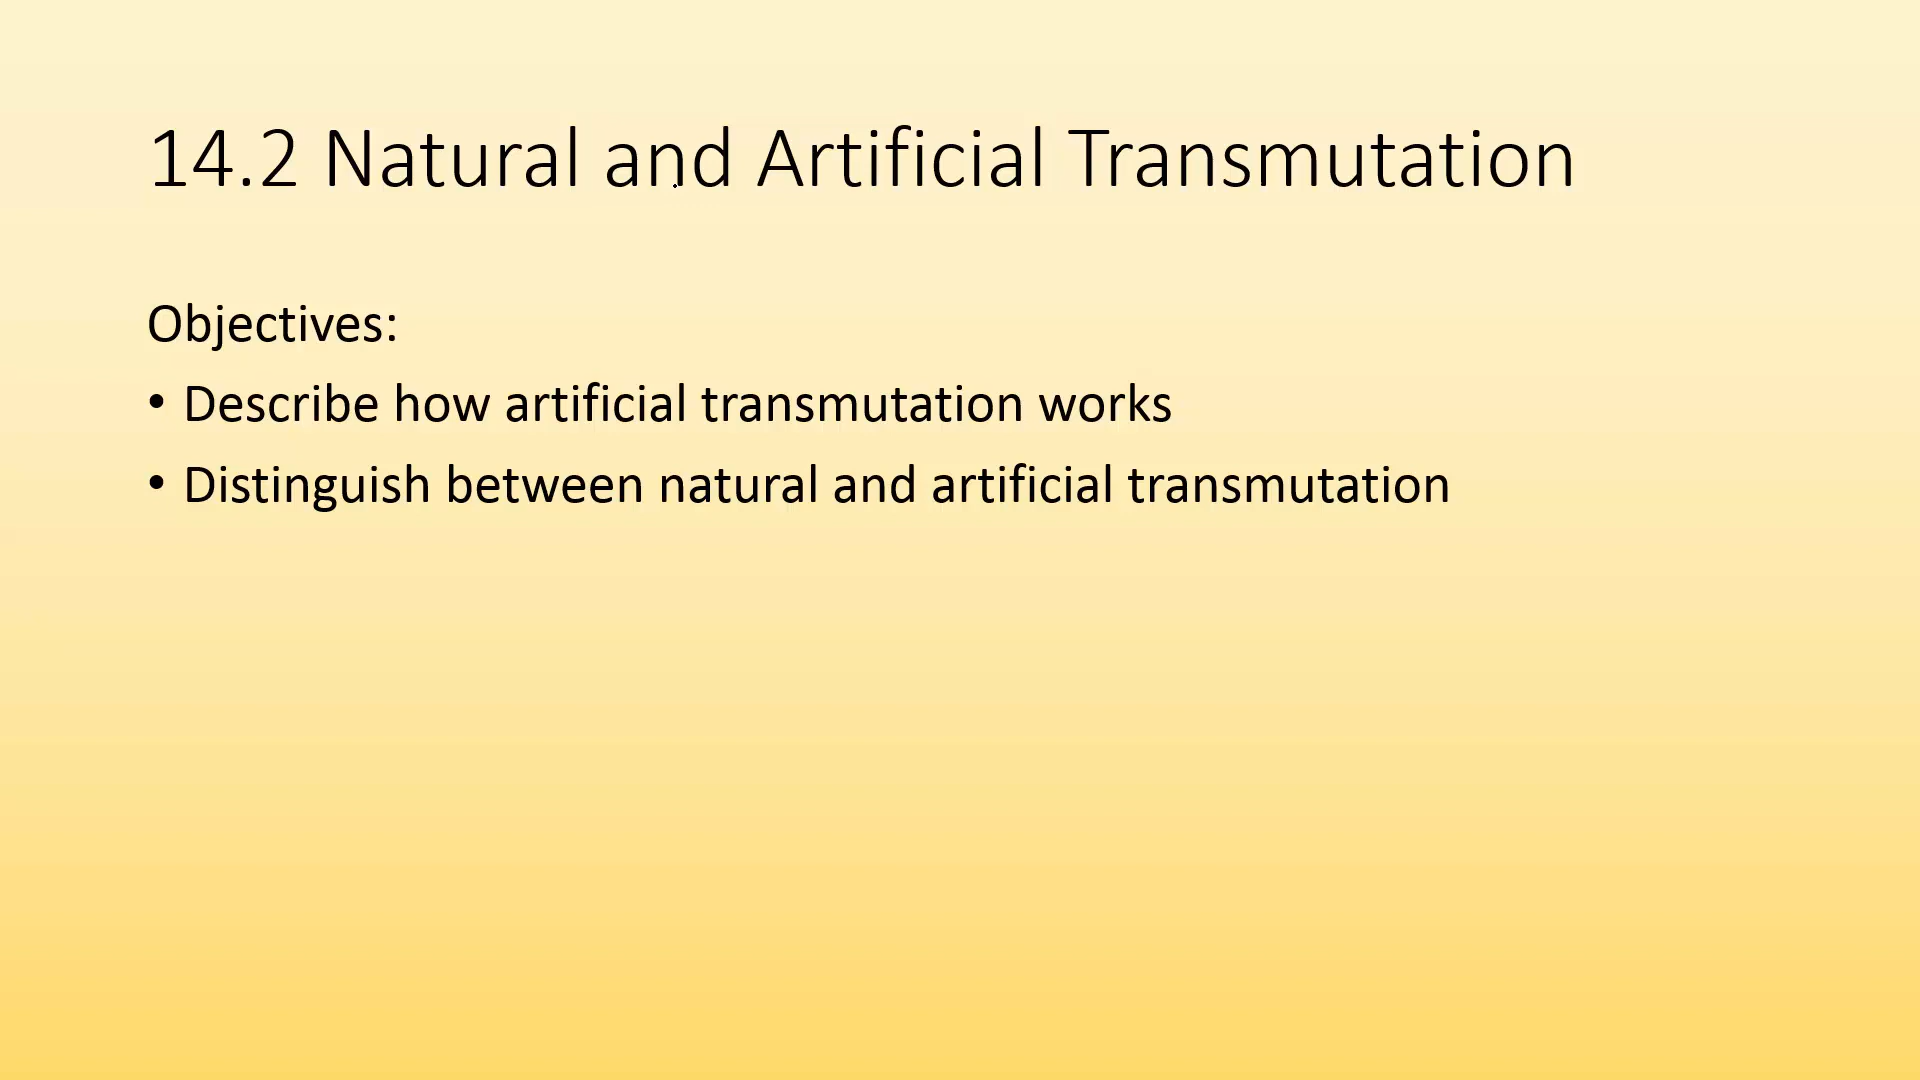 14.2 Natural and Artificial Transmutation
Objectives:
• Describe how artificial transmutation works
• Distinguish between natural and artificial transmutation